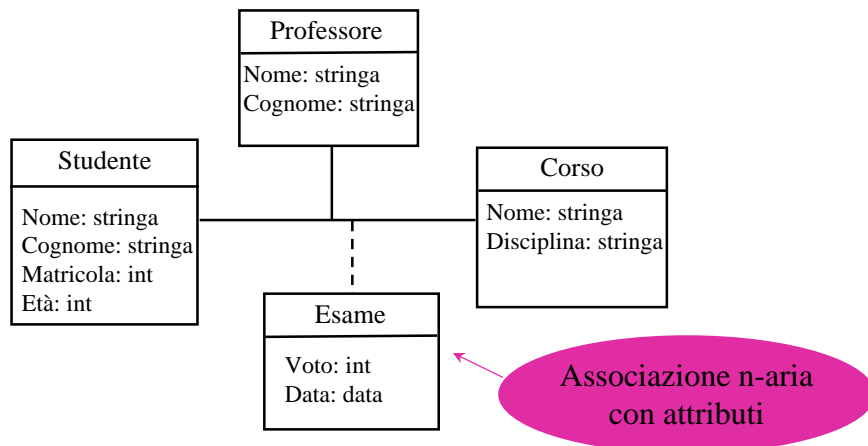 Professore
Nome: stringa
Cognome: stringa
Studente
Nome: stringa
Cognome: stringa
Matricola: int
Età: int
Corso
Nome: stringa
Disciplina: stringa
Esame
Voto: int
Data: data
Associazione n-aria
con attributi